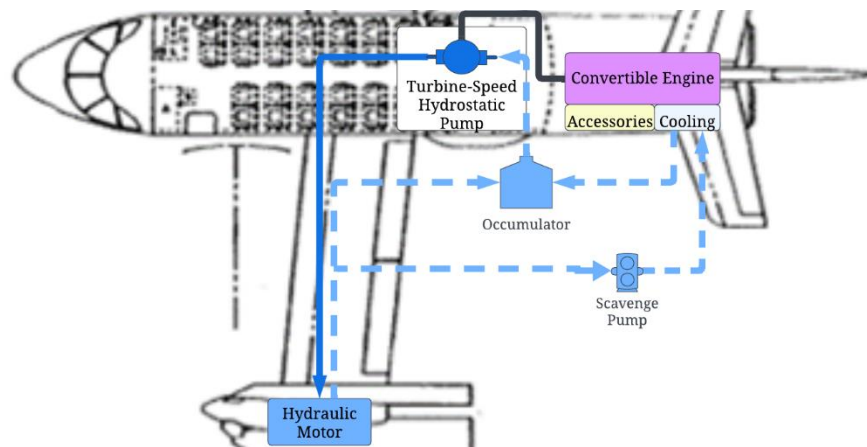 Turbine-Speed
Hydrostatic
Pump
Convertible Engine
Accessories
Cooling
Occumulator
Scavenge
Pump
Hydraulic
Motor